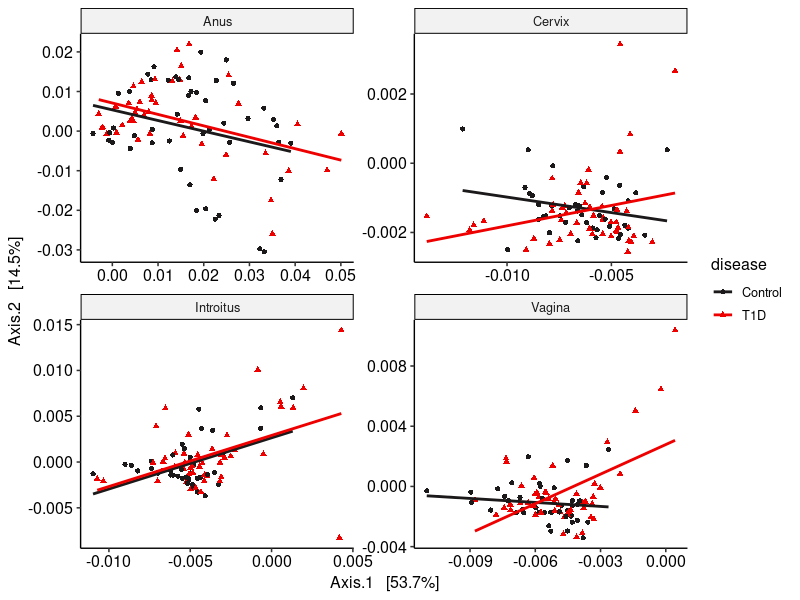 Anus
Cervix
0.02
0.01
0.00
-0.01
-0.02
-0.03
0.00 0.01 0.02 0.03 0.04 0.05
0.002
0.000
-0.002
-0.010 -0.005
Introitus
Vagina
0.015
0.010
0.005
0.000
-0.005
-0.010 -0.005 0.000 0.005
0.008
0.004
0.000
-0.004
-0.009 -0.006 -0.003 0.000
Axis.2 [14.5%]
Axis.1 [53.7%]
disease
Control
T1D